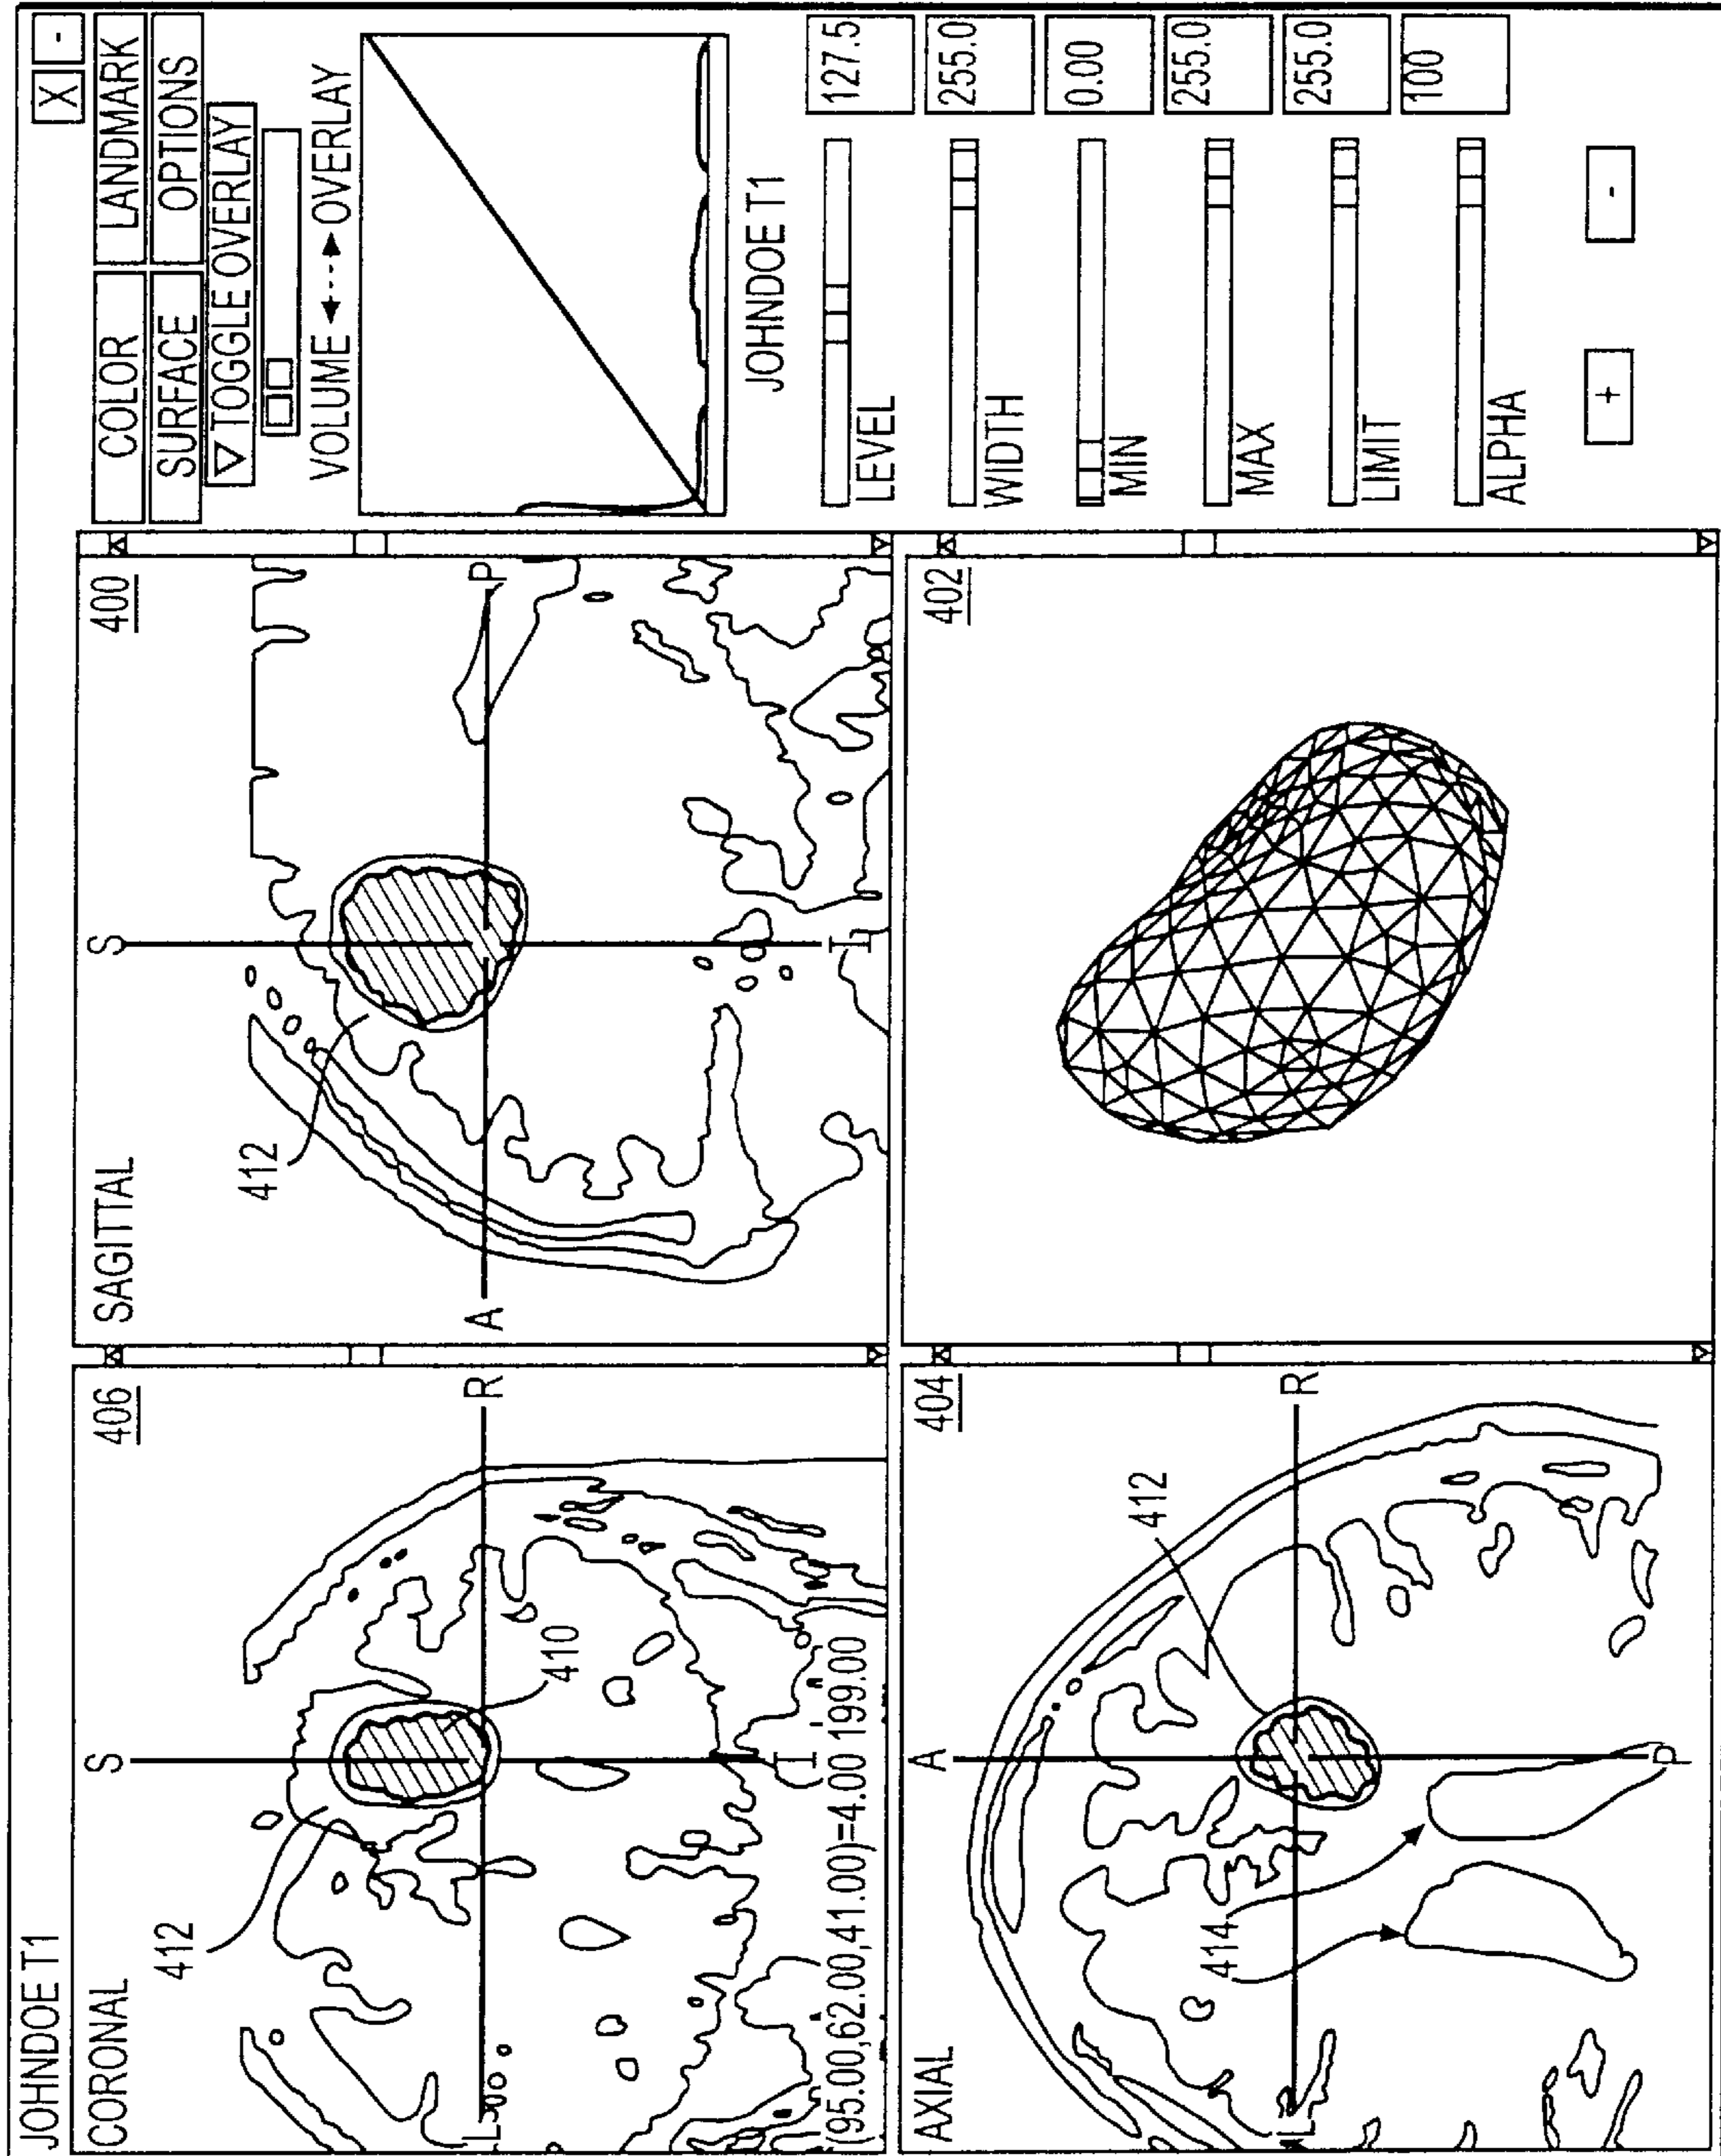 JOHNDOE T1
X -
CORONAL
406
S
412
410
L
R
I
(95.00,62.00,41.00)=4.00 199.00
SAGITTAL
400
S
412
A
P
I
AXIAL
404
A
412
414
R
P
402
COLOR LANDMARK
SURFACE OPTIONS
▽ TOGGLE OVERLAY
VOLUME ◄---► OVERLAY
JOHNDOE T1
LEVEL 127.5
WIDTH 255.0
MIN 0.00
MAX 255.0
LIMIT 255.0
ALPHA 100
+ -